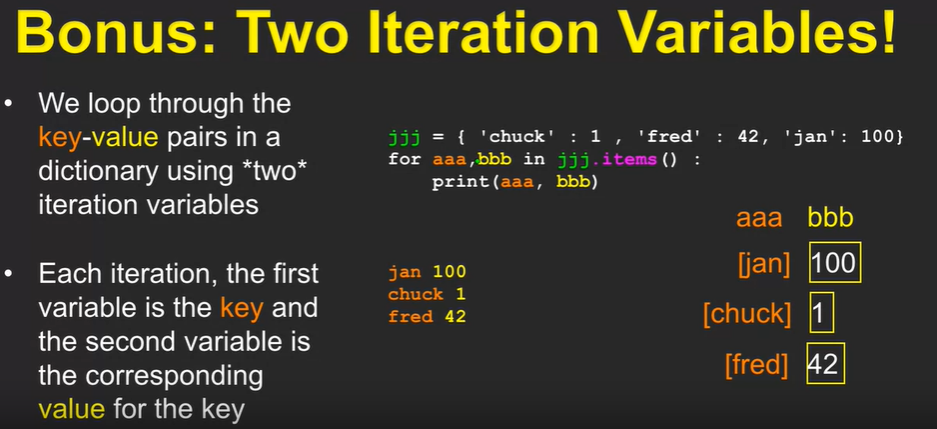 Bonus: Two Iteration Variables!
• We loop through the
key-value pairs in a
dictionary using *two*
iteration variables
• Each iteration, the first
variable is the key and
the second variable is
the corresponding
value for the key
jjj = { 'chuck' : 1 , 'fred' : 42, 'jan': 100}
for aaa,bbb in jjj.items() :
    print(aaa, bbb)
jan 100
chuck 1
fred 42
aaa bbb
[jan] 100
[chuck] 1
[fred] 42